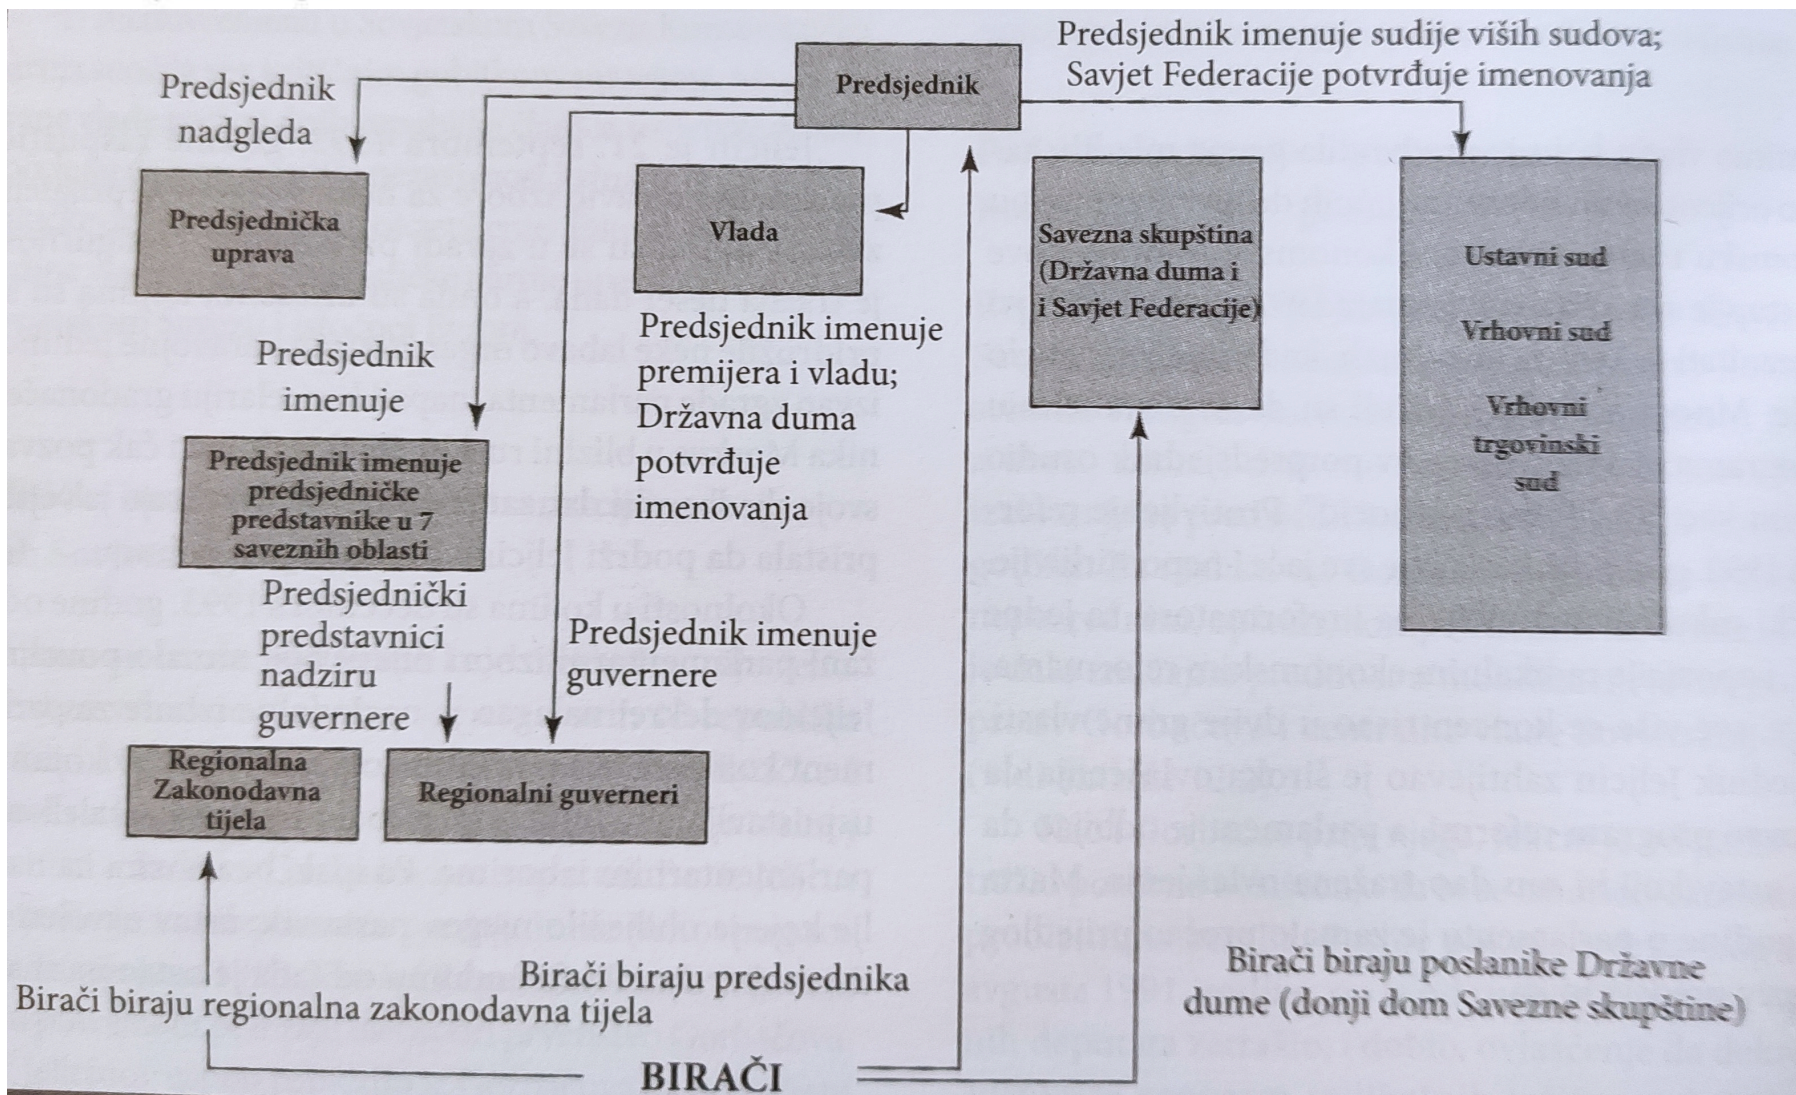 Predsjednik imenuje sudije viših sudova;
Savjet Federacije potvrđuje imenovanja
Predsjednik
Predsjednik
nadgleda
Predsjednička
uprava
Vlada
Savezna skupština
(Državna duma i
i Savjet Federacije)
Ustavni sud
Vrhovni sud
Vrhovni
trgovinski
sud
Predsjednik imenuje
premijera i vladu;
Državna duma
potvrđuje
imenovanja
Predsjednik
imenuje
Predsjednik imenuje
predsjedničke
predstavnike u 7
saveznih oblasti
Predsjednički
predstavnici
nadziru
guvernere
Predsjednik imenuje
guvernere
Regionalna
Zakonodavna
tijela
Regionalni guverneri
Birači biraju predsjednika
Birači biraju regionalna zakonodavna tijela
Birači biraju poslanike Državne
dume (donji dom Savezne skupštine)
BIRAČI